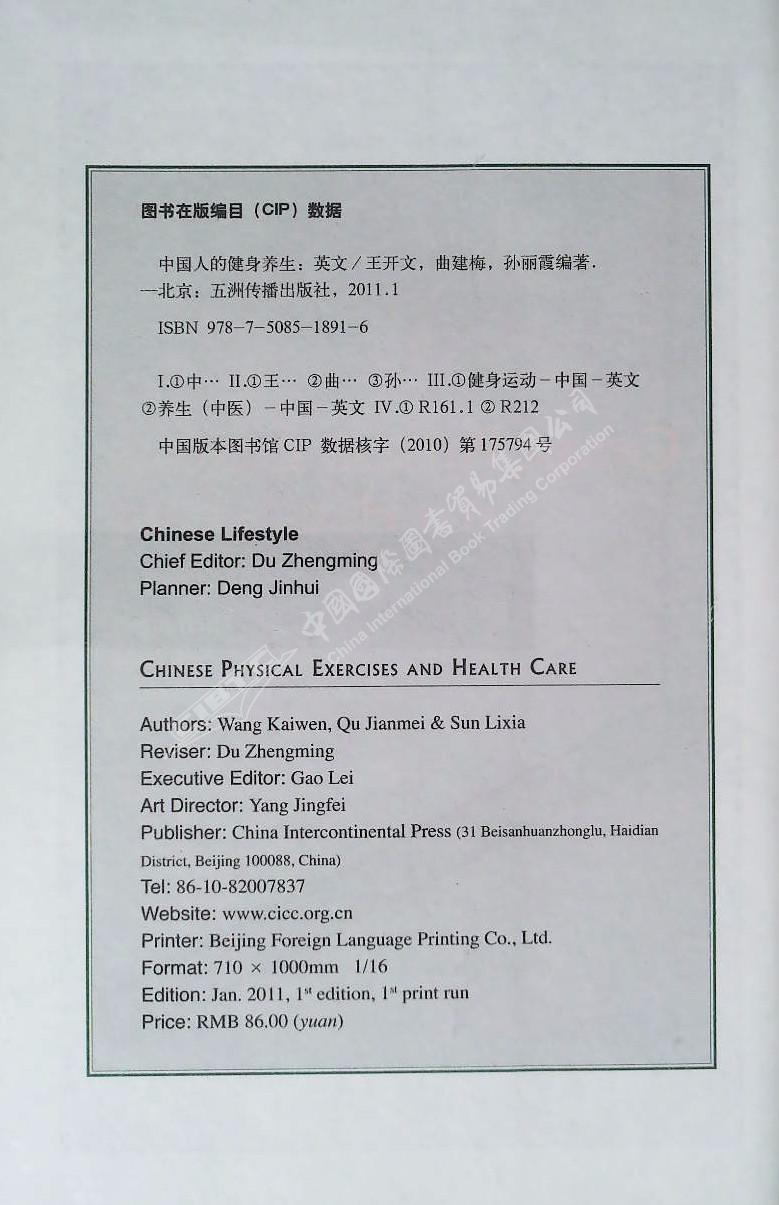 图书在版编目（CIP）数据
中国人的健身养生：英文／王开文，曲建梅，孙丽霞编著．
—北京：五洲传播出版社，2011.1
ISBN 978-7-5085-1891-6
I.①中… II.①王… ②曲… ③孙… III.①健身运动－中国－英文
②养生（中医）－中国－英文 IV.① R161.1 ② R212
中国版本图书馆 CIP 数据核字（2010）第 175794 号
Chinese Lifestyle
Chief Editor: Du Zhengming
Planner: Deng Jinhui
中國國際圖書貿易集團公司
China International Book Trading Corporation
CIBTC
CHINESE PHYSICAL EXERCISES AND HEALTH CARE
Authors: Wang Kaiwen, Qu Jianmei & Sun Lixia
Reviser: Du Zhengming
Executive Editor: Gao Lei
Art Director: Yang Jingfei
Publisher: China Intercontinental Press (31 Beisanhuanzhonglu, Haidian
District, Beijing 100088, China)
Tel: 86-10-82007837
Website: www.cicc.org.cn
Printer: Beijing Foreign Language Printing Co., Ltd.
Format: 710 × 1000mm 1/16
Edition: Jan. 2011, 1st edition, 1st print run
Price: RMB 86.00 (yuan)